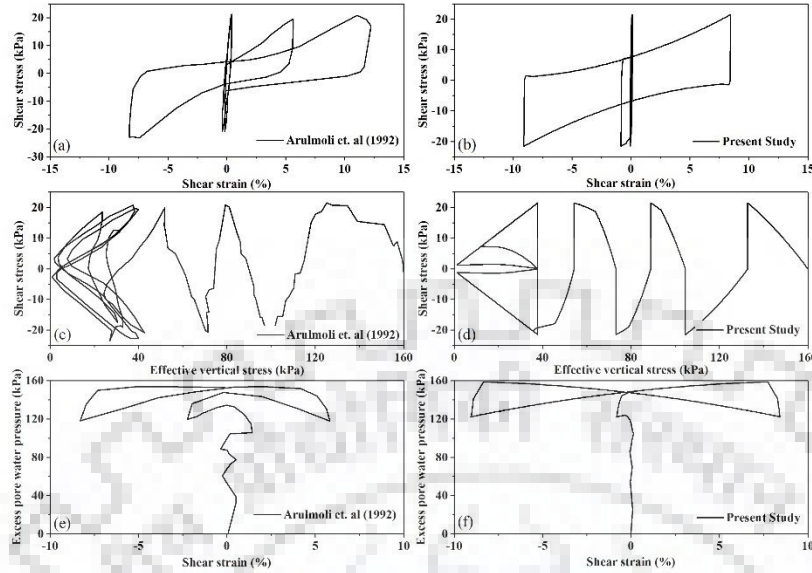 30
20
10
0
-10
-20
-30
Shear stress (kPa)
(a)
Arulmoli et. al (1992)
-15 -10 -5 0 5 10 15
Shear strain (%)
20
10
0
-10
-20
Shear stress (kPa)
(b)
Present Study
-15 -10 -5 0 5 10 15
Shear strain (%)
20
10
0
-10
-20
Shear stress (kPa)
(c)
Arulmoli et. al (1992)
0 40 80 120 160
Effective vertical stress (kPa)
20
10
0
-10
-20
Shear stress (kPa)
(d)
Present Study
0 40 80 120 160
Effective vertical stress (kPa)
160
120
80
40
0
Excess pore water pressure (kPa)
(e)
Arulmoli et. al (1992)
-10 -5 0 5 10
Shear strain (%)
160
120
80
40
0
Excess pore water pressure (kPa)
(f)
Present Study
-10 -5 0 5 10
Shear strain (%)